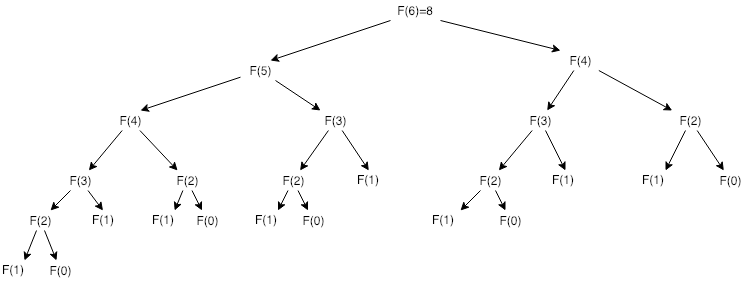 F(6)=8
F(5) F(4)
F(4) F(3) F(3) F(2)
F(3) F(2) F(2) F(1) F(2) F(1) F(1) F(0)
F(2) F(1) F(1) F(0) F(1) F(0) F(1) F(0)
F(1) F(0)